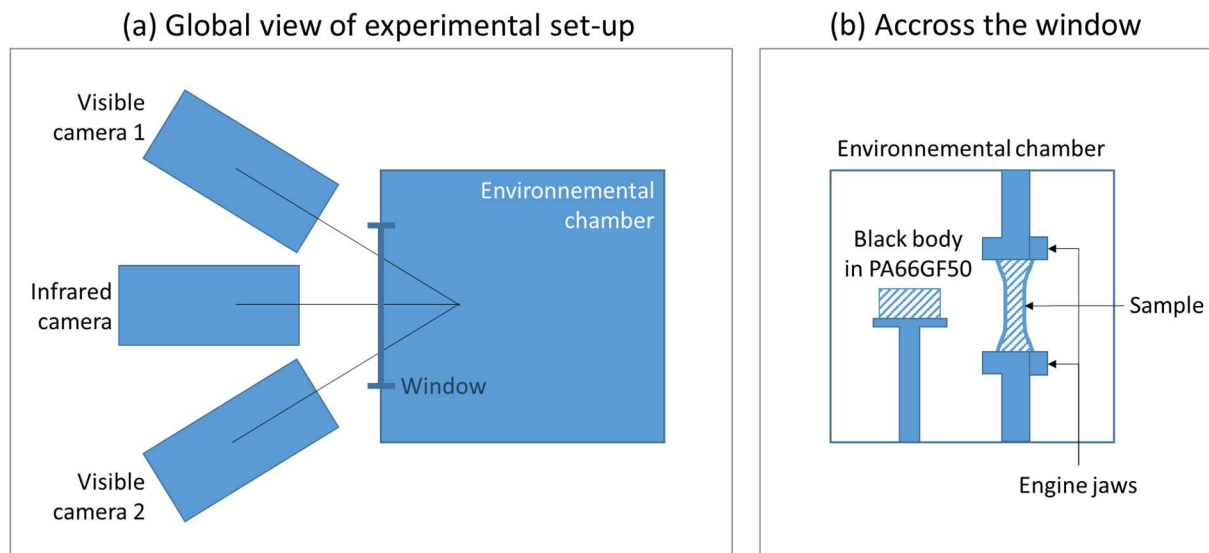 (a) Global view of experimental set-up
Visible
camera 1
Environnemental
chamber
Infrared
camera
Window
Visible
camera 2
(b) Accross the window
Environnemental chamber
Black body
in PA66GF50
Sample
Engine jaws